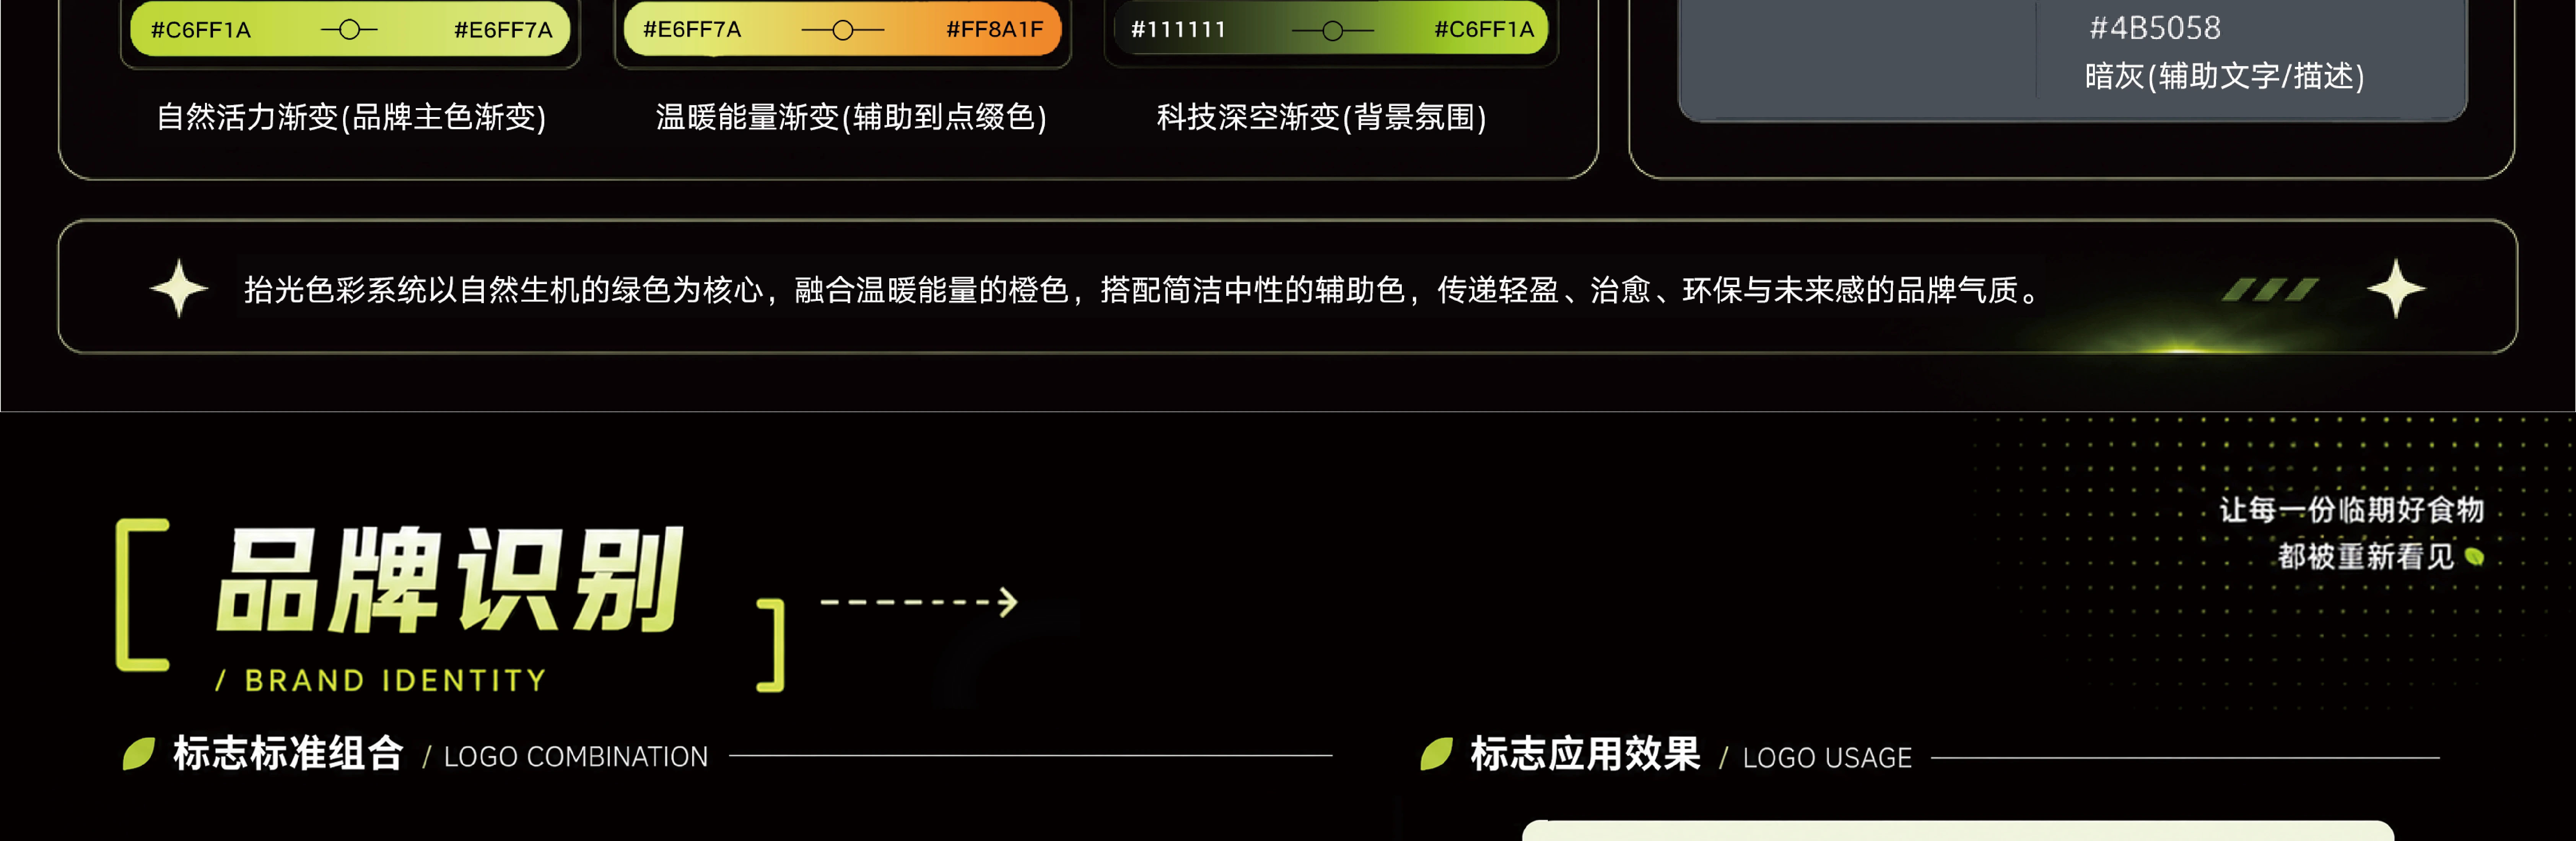 #C6FF1A #E6FF7A
#E6FF7A #FF8A1F
#111111 #C6FF1A
自然活力渐变(品牌主色渐变)
温暖能量渐变(辅助到点缀色)
科技深空渐变(背景氛围)
#4B5058
暗灰(辅助文字/描述)
抬光色彩系统以自然生机的绿色为核心，融合温暖能量的橙色，搭配简洁中性的辅助色，传递轻盈、治愈、环保与未来感的品牌气质。
让每一份临期好食物
都被重新看见
品牌识别
/ BRAND IDENTITY
标志标准组合 / LOGO COMBINATION
标志应用效果 / LOGO USAGE